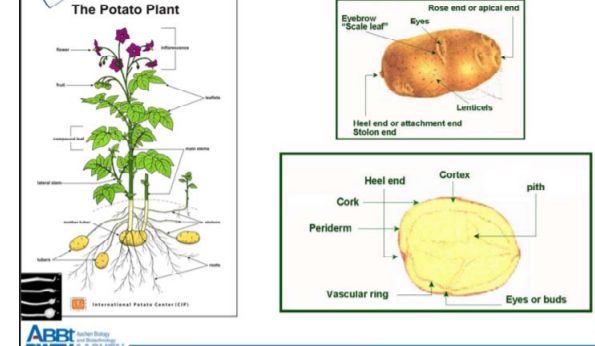 The Potato Plant
flower
inflorescence
fruit
leaflets
compound leaf
main stems
lateral stem
mother tuber
stolons
tubers
roots
International Potato Center (CIP)
Rose end or apical end
Eyebrow
"Scale leaf"
Eyes
Lenticels
Heel end or attachment end
Stolon end
Cortex
Heel end
pith
Cork
Periderm
Vascular ring
Eyes or buds
ABBt
Aachen Biology
and Biotechnology